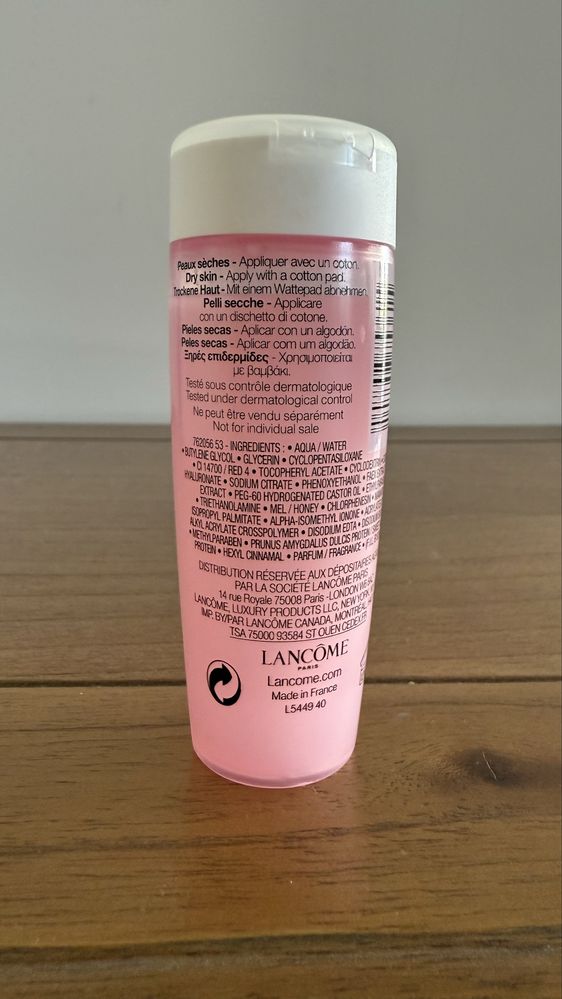 Peaux sèches - Appliquer avec un coton.
Dry skin - Apply with a cotton pad.
Trockene Haut - Mit einem Wattepad abnehmen.
Pelli secche - Applicare
con un dischetto di cotone.
Pieles secas - Aplicar con un algodón.
Peles secas - Aplicar com um algodão.
Ξηρές επιδερμίδες - Χρησιμοποιείται
με βαμβάκι.
Testé sous contrôle dermatologique
Tested under dermatological control
Ne peut être vendu séparément
Not for individual sale
762056 53 - INGREDIENTS : • AQUA / WATER
• BUTYLENE GLYCOL • GLYCERIN • CYCLOPENTASILOXANE
• CI 14700 / RED 4 • TOCOPHERYL ACETATE •
HYALURONATE • SODIUM CITRATE • PHENOXYETHANOL •
EXTRACT • PEG-60 HYDROGENATED CASTOR OIL •
• TRIETHANOLAMINE • MEL / HONEY • CHLORPHENESIN •
ISOPROPYL PALMITATE • ALPHA-ISOMETHYL IONONE •
ALKYL ACRYLATE CROSSPOLYMER • DISODIUM EDTA •
• METHYLPARABEN • PRUNUS AMYGDALUS DULCIS
PROTEIN • HEXYL CINNAMAL • PARFUM / FRAGRANCE •
DISTRIBUTION RÉSERVÉE AUX DÉPOSITAIRES
PAR LA SOCIÉTÉ LANCÔME PARIS
14 rue Royale 75008 Paris - LONDON
LANCÔME, LUXURY PRODUCTS LLC, NEW YORK,
IMP. BY/PAR LANCÔME CANADA, MONTRÉAL,
TSA 75000 93584 ST OUEN CEDEX
LANCÔME
PARIS
Lancome.com
Made in France
L5449 40